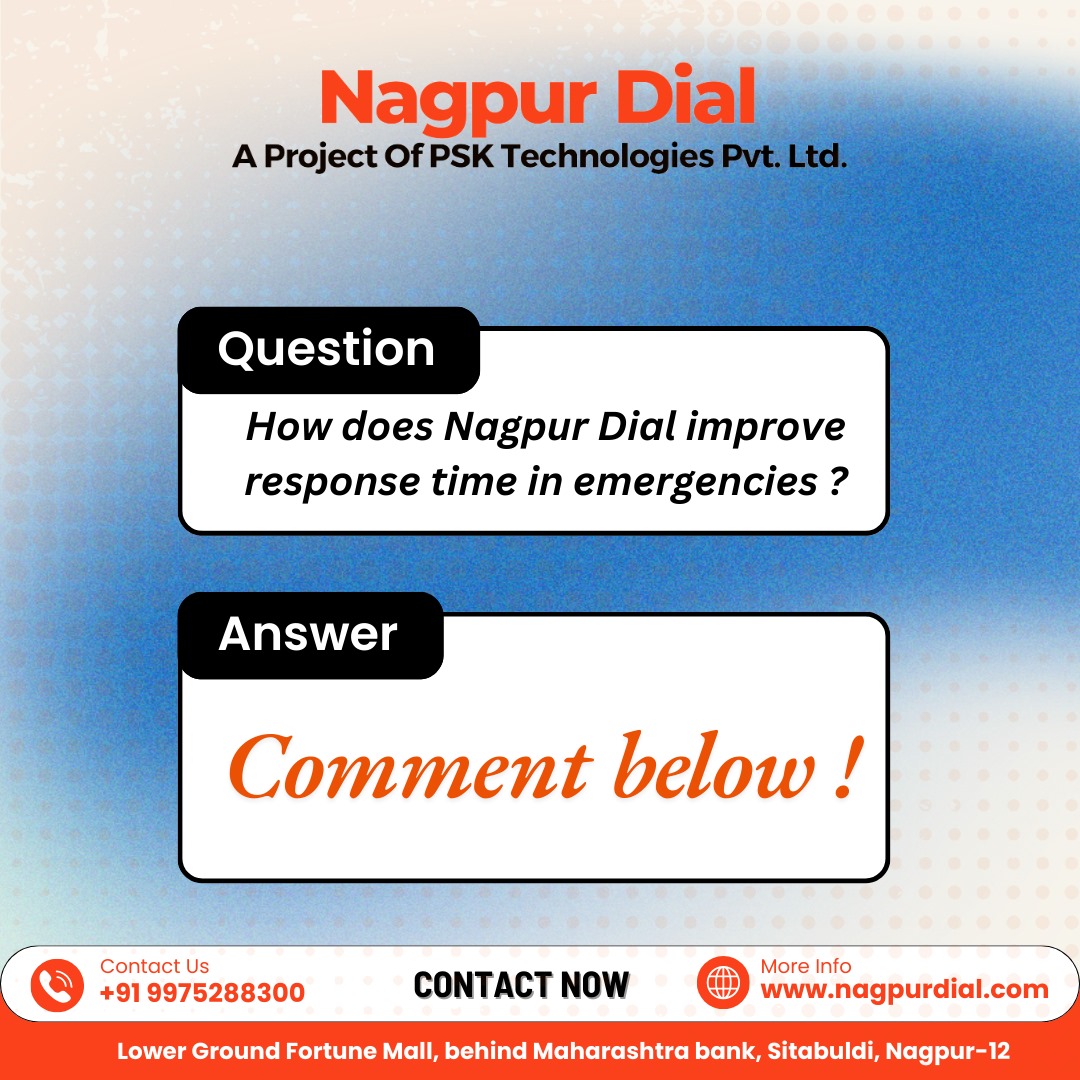 Nagpur Dial
A Project Of PSK Technologies Pvt. Ltd.
Question
How does Nagpur Dial improve
response time in emergencies ?
Answer
Comment below !
Contact Us
+91 9975288300
CONTACT NOW
More Info
www.nagpurdial.com
Lower Ground Fortune Mall, behind Maharashtra bank, Sitabuldi, Nagpur-12